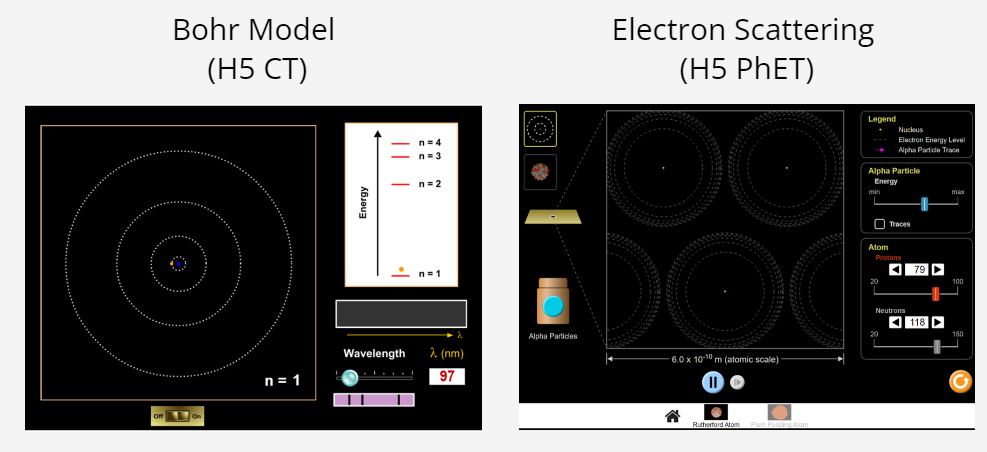 Bohr Model
(H5 CT)
Electron Scattering
(H5 PhET)
n = 4
n = 3
n = 2
Energy
n = 1
λ
Wavelength λ (nm)
97
n = 1
Off On
Legend
Nucleus
Electron Energy Level
Alpha Particle Trace
Alpha Particle
Energy
min max
Traces
Atom
Protons
79
20 100
Neutrons
118
20 150
Alpha Particles
6.0 x 10⁻¹⁰ m (atomic scale)
Rutherford Atom
Plum Pudding Atom